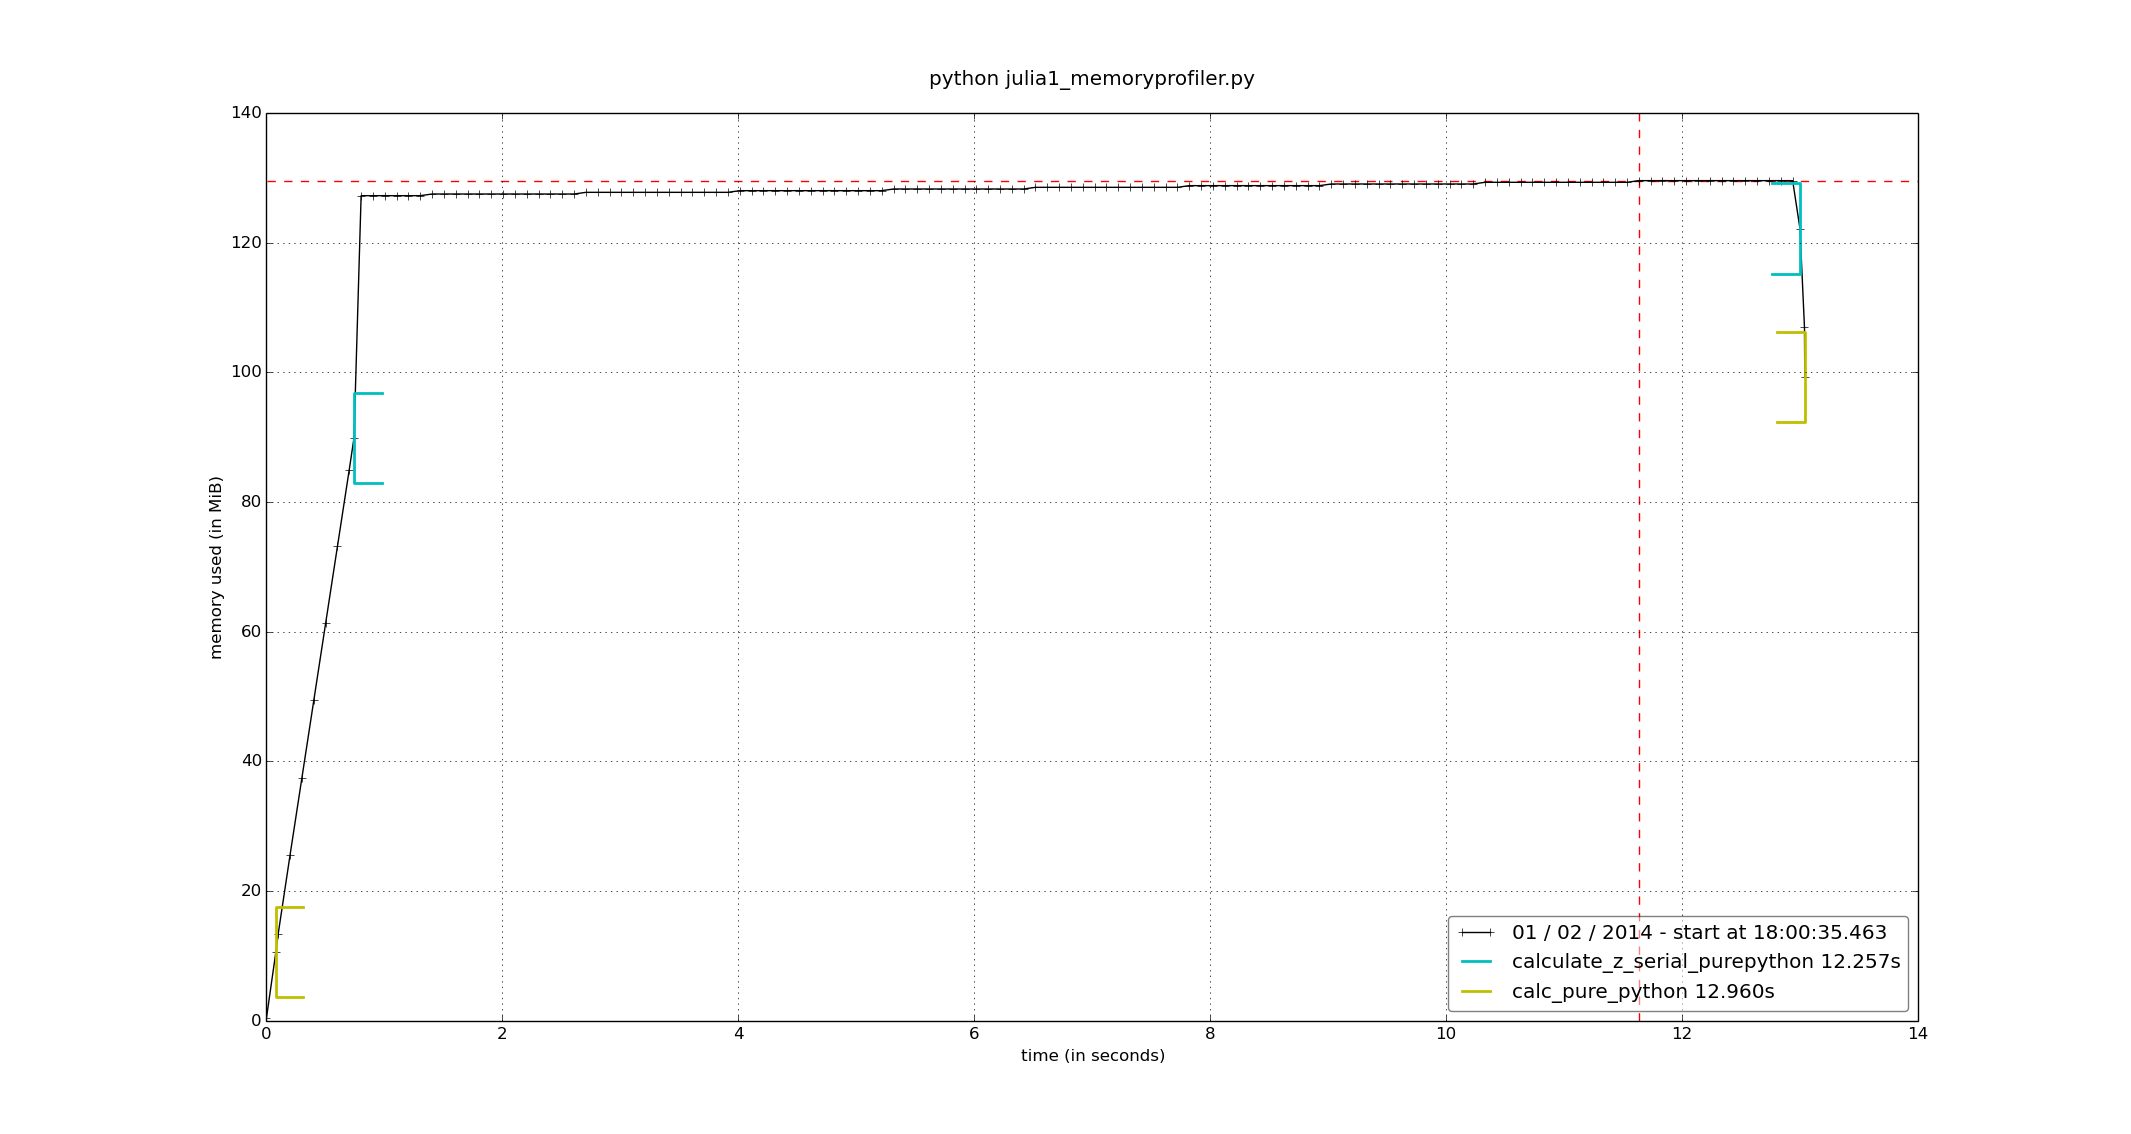 python julia1_memoryprofiler.py
140
120
100
80
60
40
20
0
memory used (in MiB)
01 / 02 / 2014 - start at 18:00:35.463
calculate_z_serial_purepython 12.257s
calc_pure_python 12.960s
0 2 4 6 8 10 12 14
time (in seconds)